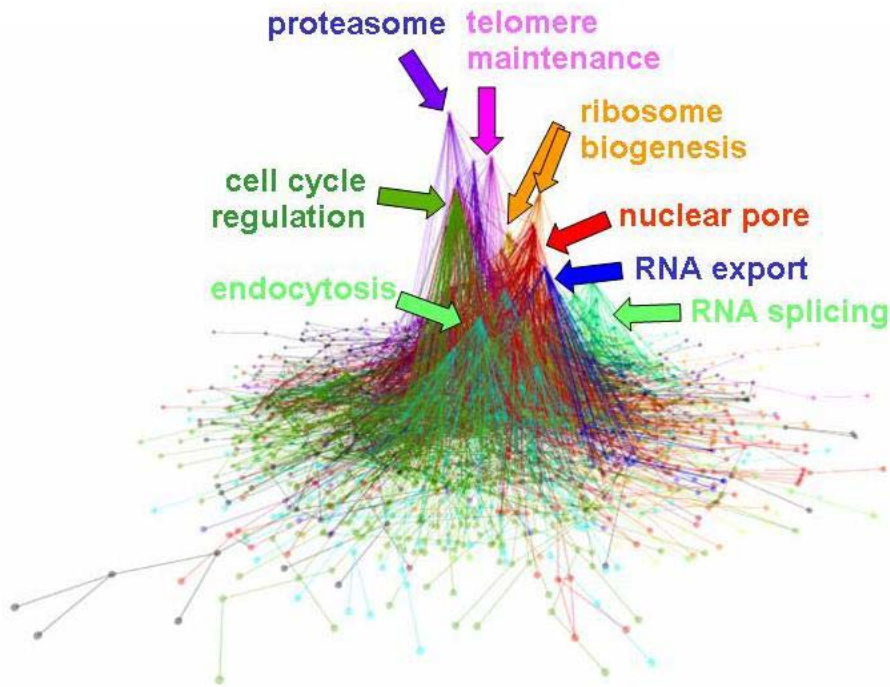 proteasome
telomere
maintenance
ribosome
biogenesis
cell cycle
regulation
nuclear pore
RNA export
endocytosis
RNA splicing